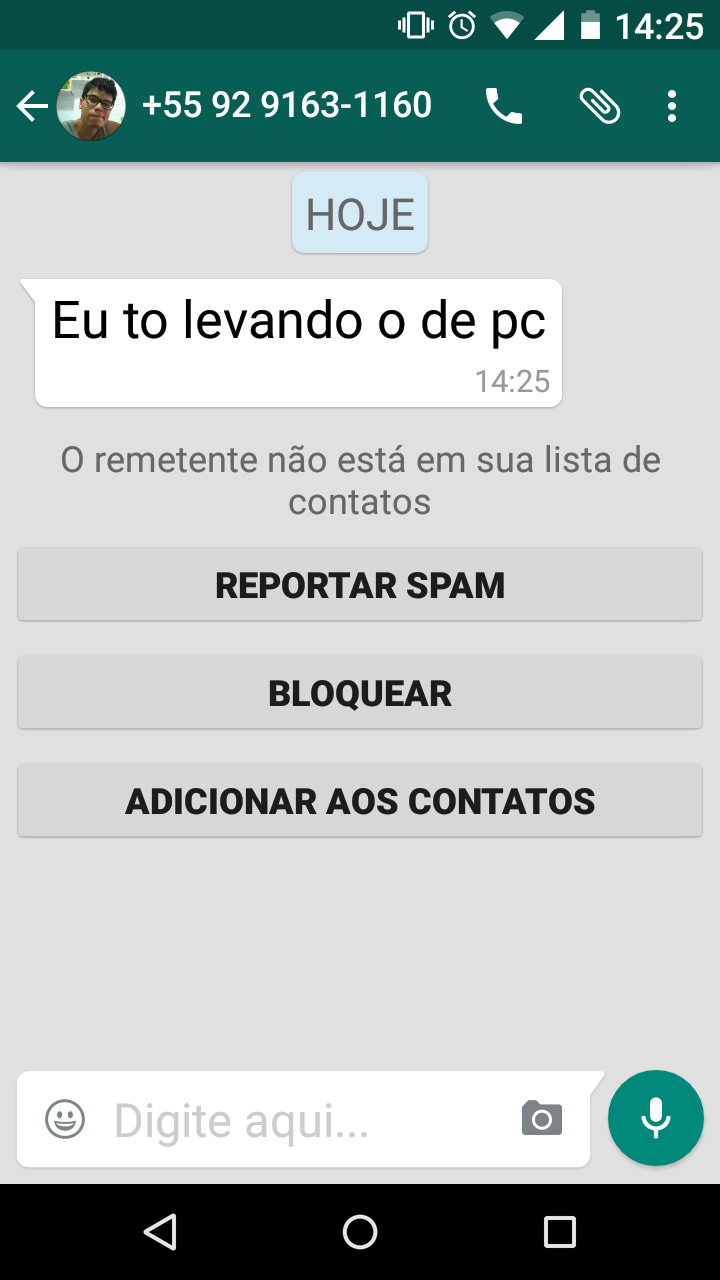 14:25
+55 92 9163-1160
HOJE
Eu to levando o de pc
14:25
O remetente não está em sua lista de
contatos
REPORTAR SPAM
BLOQUEAR
ADICIONAR AOS CONTATOS
Digite aqui...